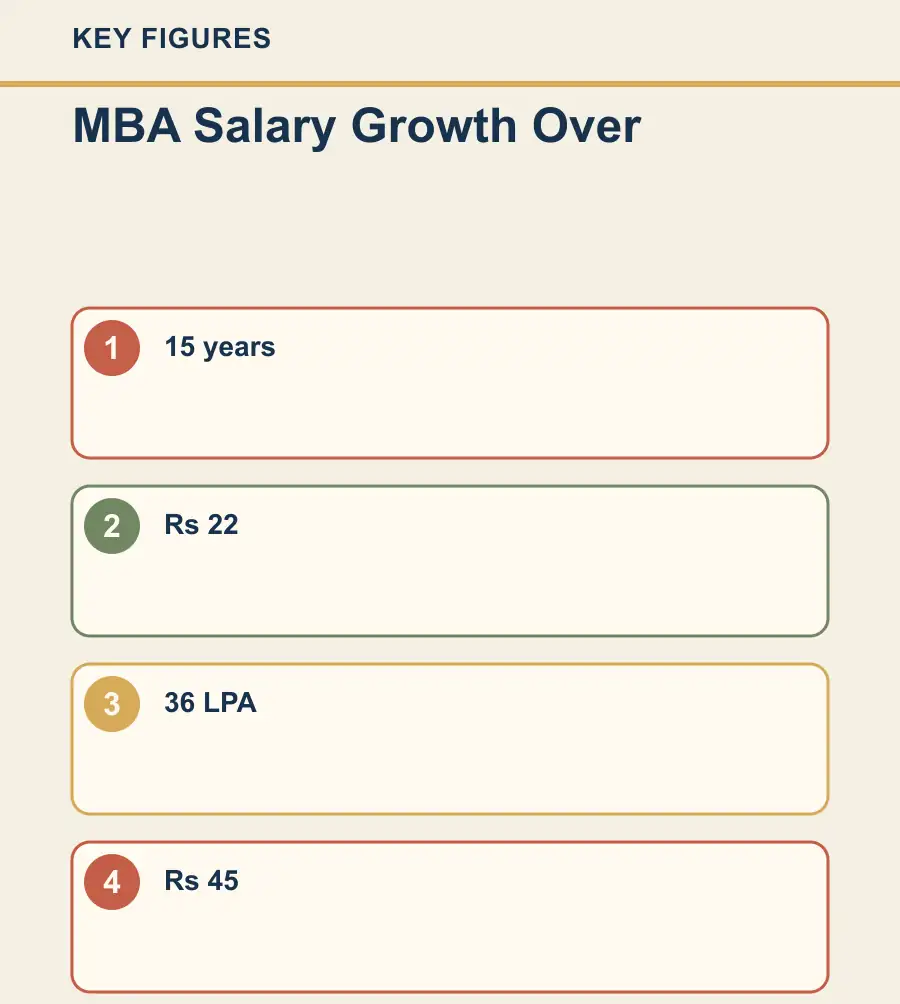 KEY FIGURES
MBA Salary Growth Over
1 15 years
2 Rs 22
3 36 LPA
4 Rs 45